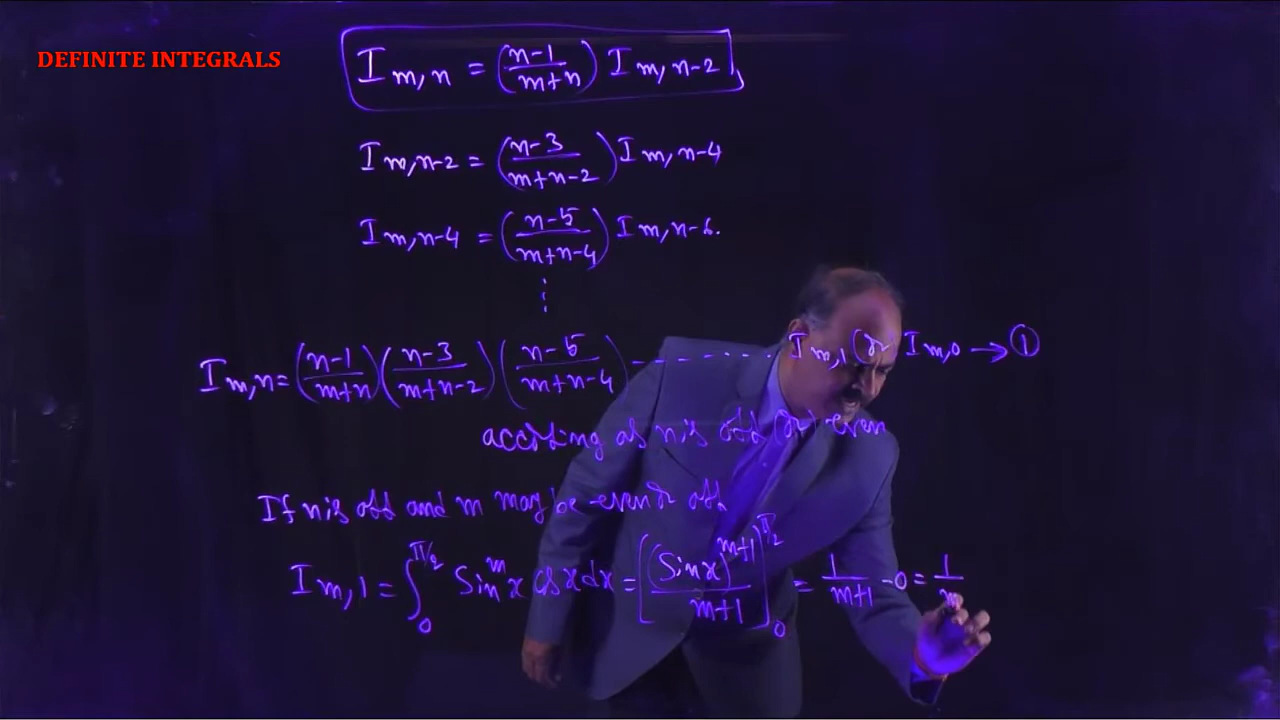 DEFINITE INTEGRALS
I m,n = (n-1/m+n) I m,n-2
I m,n-2 = (n-3/m+n-2) I m,n-4
I m,n-4 = (n-5/m+n-4) I m,n-6.
⋮
I m,n = (n-1/m+n)(n-3/m+n-2)(n-5/m+n-4) -------- I m,1 (or I m,0 → ①
according as n is odd (or) even
If n is odd and m may be even or odd
I m,1 = ∫₀^π/2 Sin^m x cos x dx = [(Sin x)^m+1/m+1]₀^π/2 = 1/m+1 - 0 = 1/m